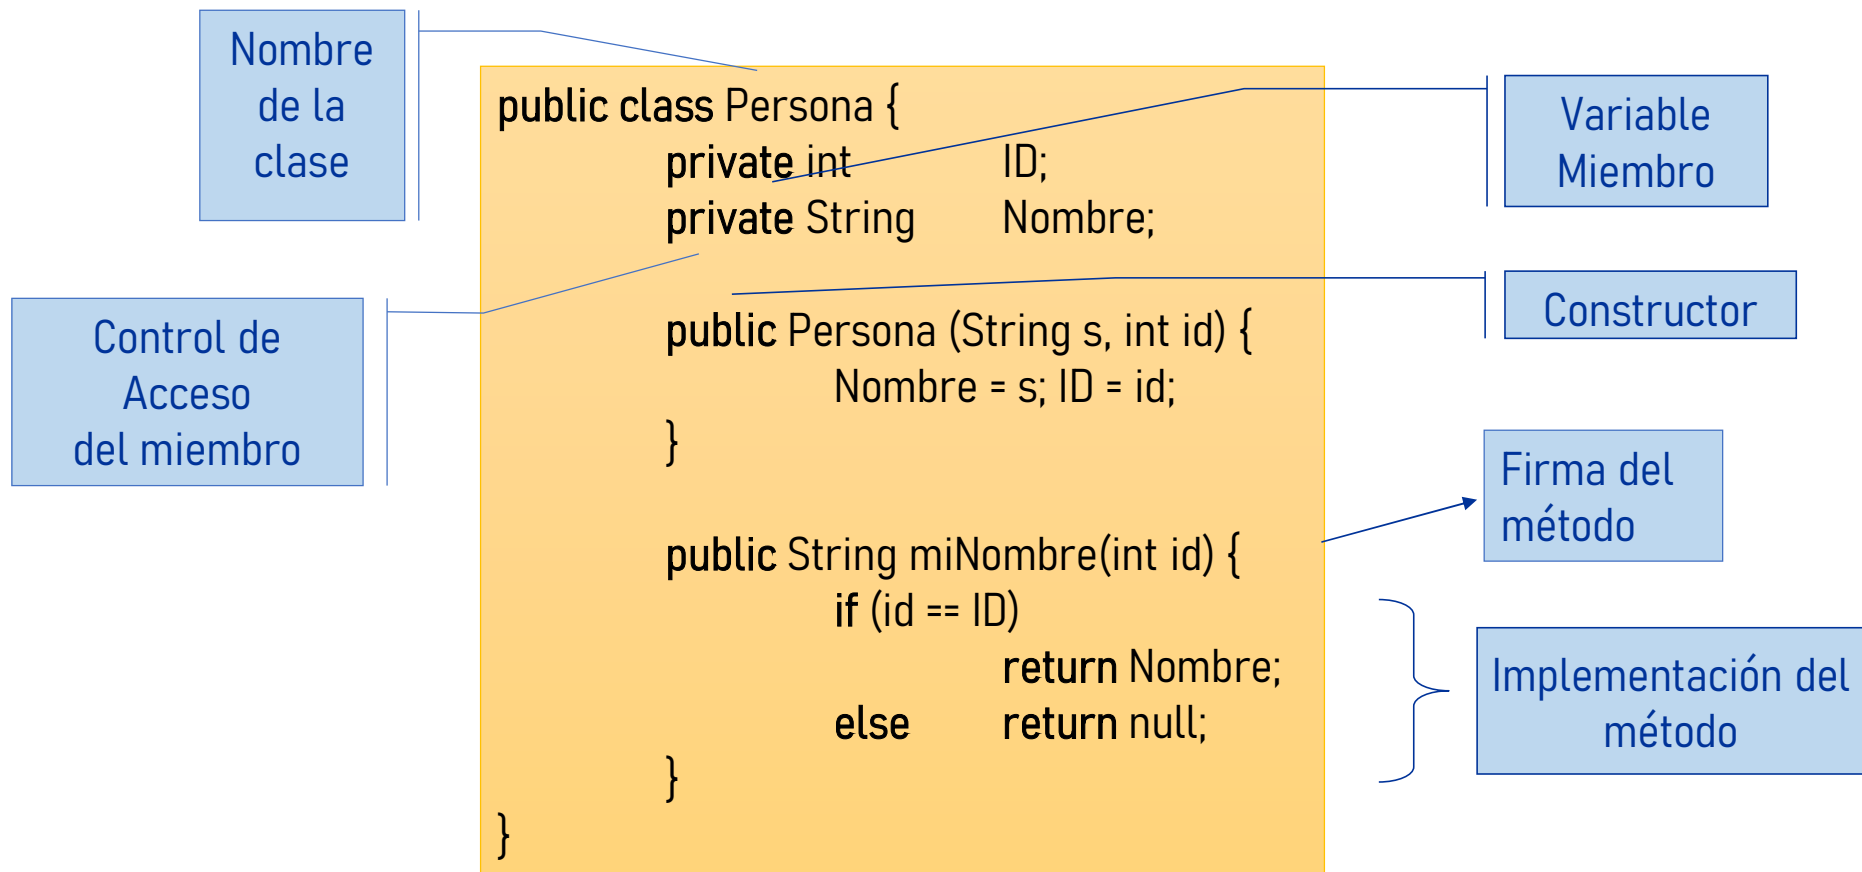 Nombre
de la
clase
Control de
Acceso
del miembro
public class Persona {
private int ID;
private String Nombre;
public Persona (String s, int id) {
Nombre = s; ID = id;
}
public String miNombre(int id) {
if (id == ID)
return Nombre;
else return null;
}
}
Variable
Miembro
Constructor
Firma del
método
Implementación del
método